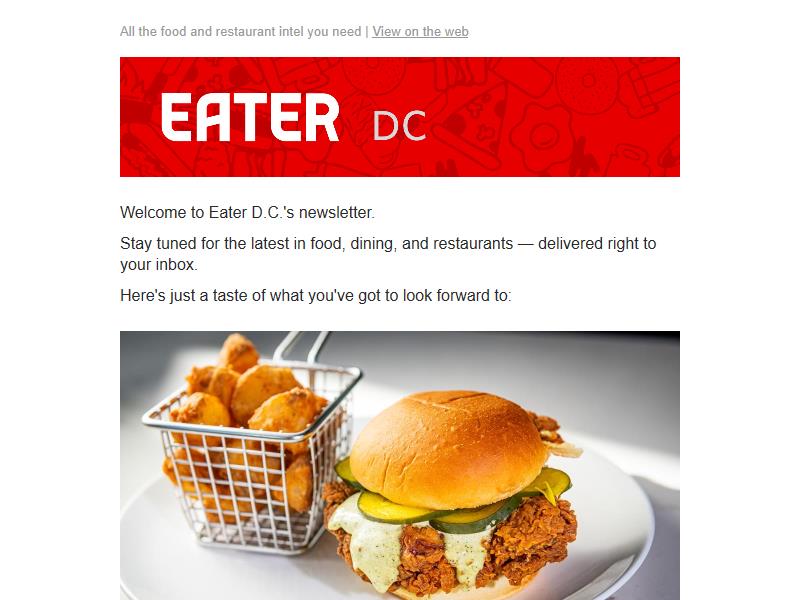 All the food and restaurant intel you need | View on the web
EATER DC
Welcome to Eater D.C.'s newsletter.
Stay tuned for the latest in food, dining, and restaurants — delivered right to
your inbox.
Here's just a taste of what you've got to look forward to: